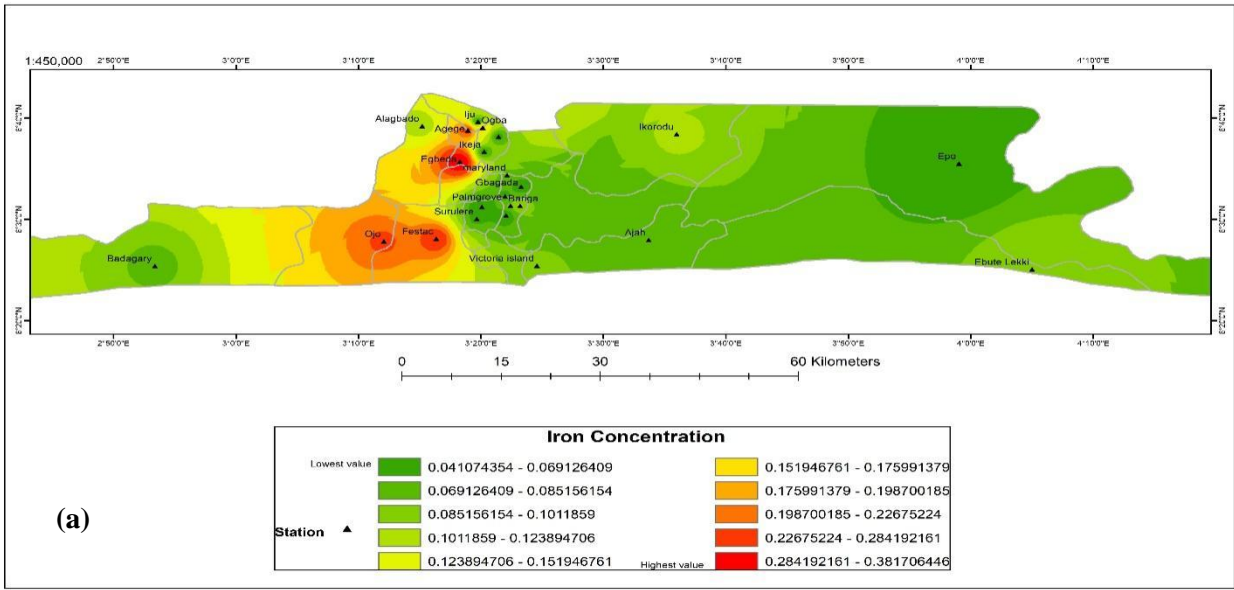 1:450,000
2°50'0"E 3°0'0"E 3°10'0"E 3°20'0"E 3°30'0"E 3°40'0"E 3°50'0"E 4°0'0"E 4°10'0"E
Alagbado
Iju
Ogba
Agege
Ikeja
Egbeda
maryland
Gbagada
Palmgrove
Banga
Surulere
Ojo
Festac
Badagary
Victoria island
Ikorodu
Epo
Ajah
Ebute Lekki
2°50'0"E 3°0'0"E 3°10'0"E 3°20'0"E 3°30'0"E 3°40'0"E 3°50'0"E 4°0'0"E 4°10'0"E
0 15 30 60 Kilometers
Iron Concentration
Lowest value 0.041074354 - 0.069126409 0.151946761 - 0.175991379
0.069126409 - 0.085156154 0.175991379 - 0.198700185
0.085156154 - 0.1011859 0.198700185 - 0.22675224
Station 0.1011859 - 0.123894706 0.22675224 - 0.284192161
0.123894706 - 0.151946761 Highest value 0.284192161 - 0.381706446
(a)